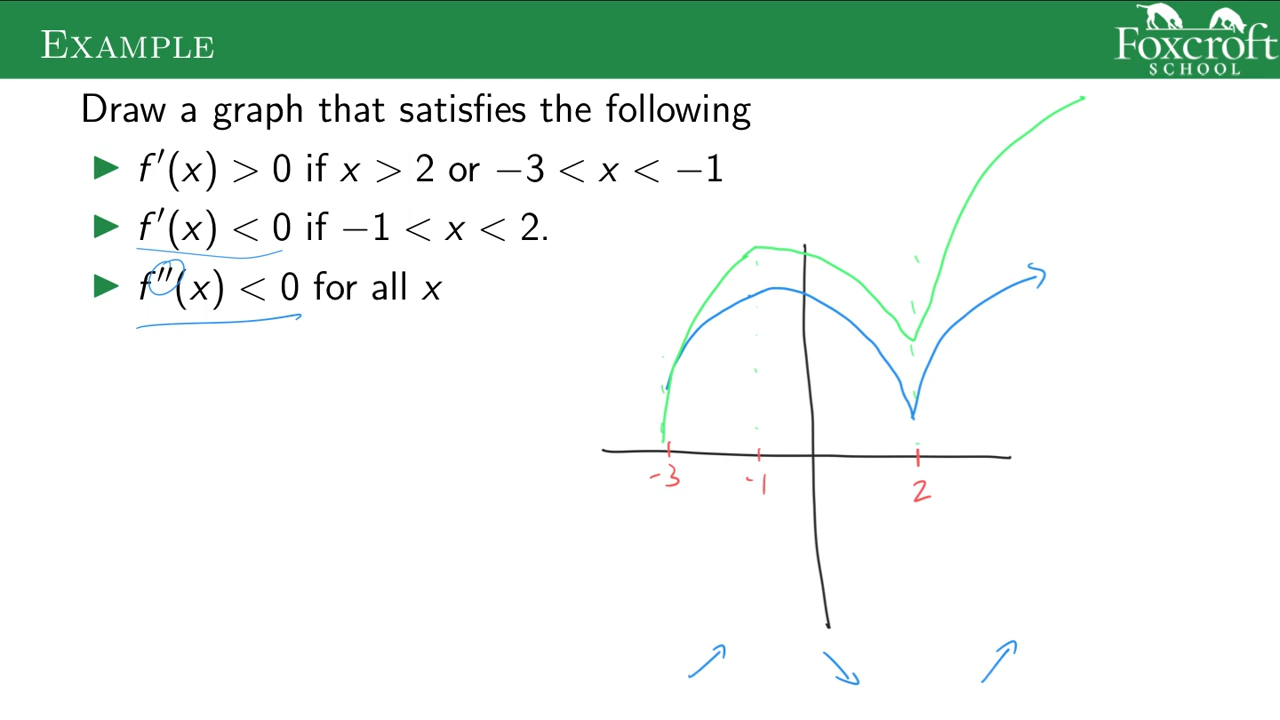 EXAMPLE
Foxcroft
SCHOOL
Draw a graph that satisfies the following
▶ f′(x) > 0 if x > 2 or −3 < x < −1
▶ f′(x) < 0 if −1 < x < 2.
▶ f″(x) < 0 for all x
-3 -1 2